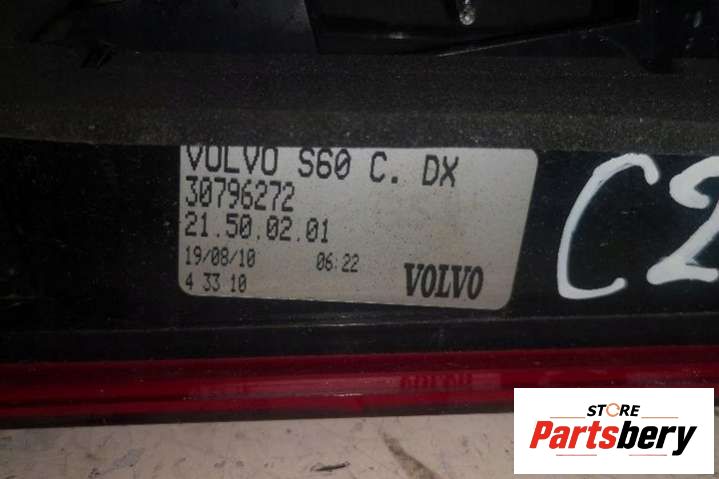 VOLVO S60 C. DX
30796272
21.50.02.01
19/08/10 06:22
4 33 10 VOLVO
C2
STORE
Partsbery